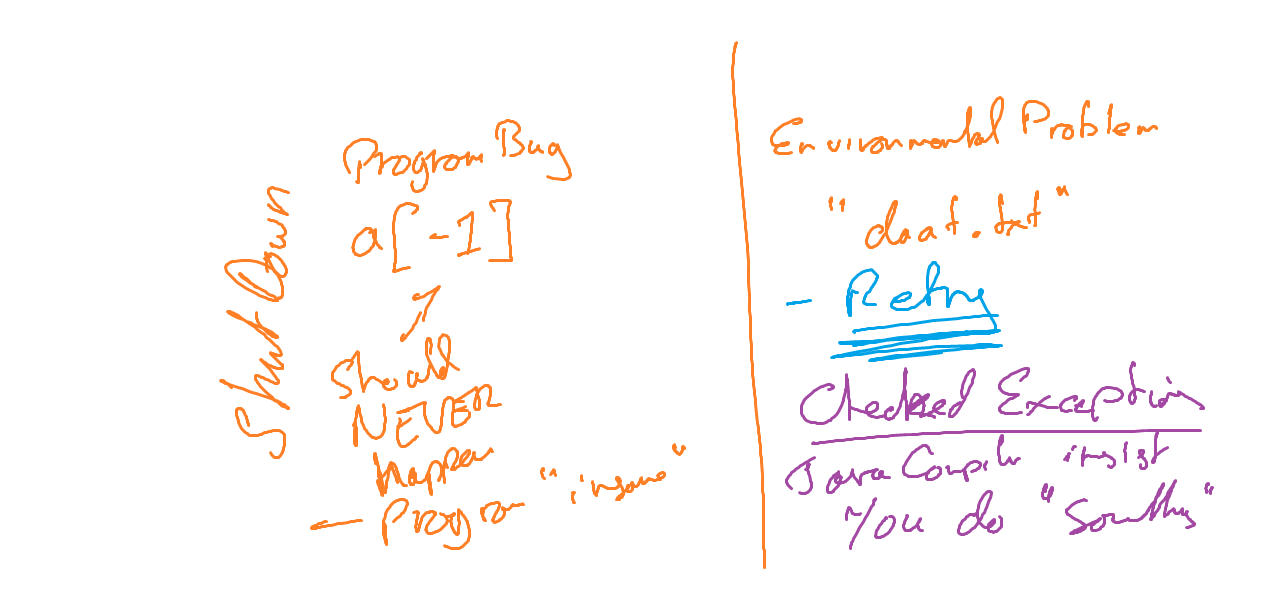 Program Bug
a[-1]
Should
NEVER
happen
- Program "insane"
Shut Down
Environmental Problem
"daat.txt"
- Retry
Checked Exception
Java Compiler insist
You do "Something"